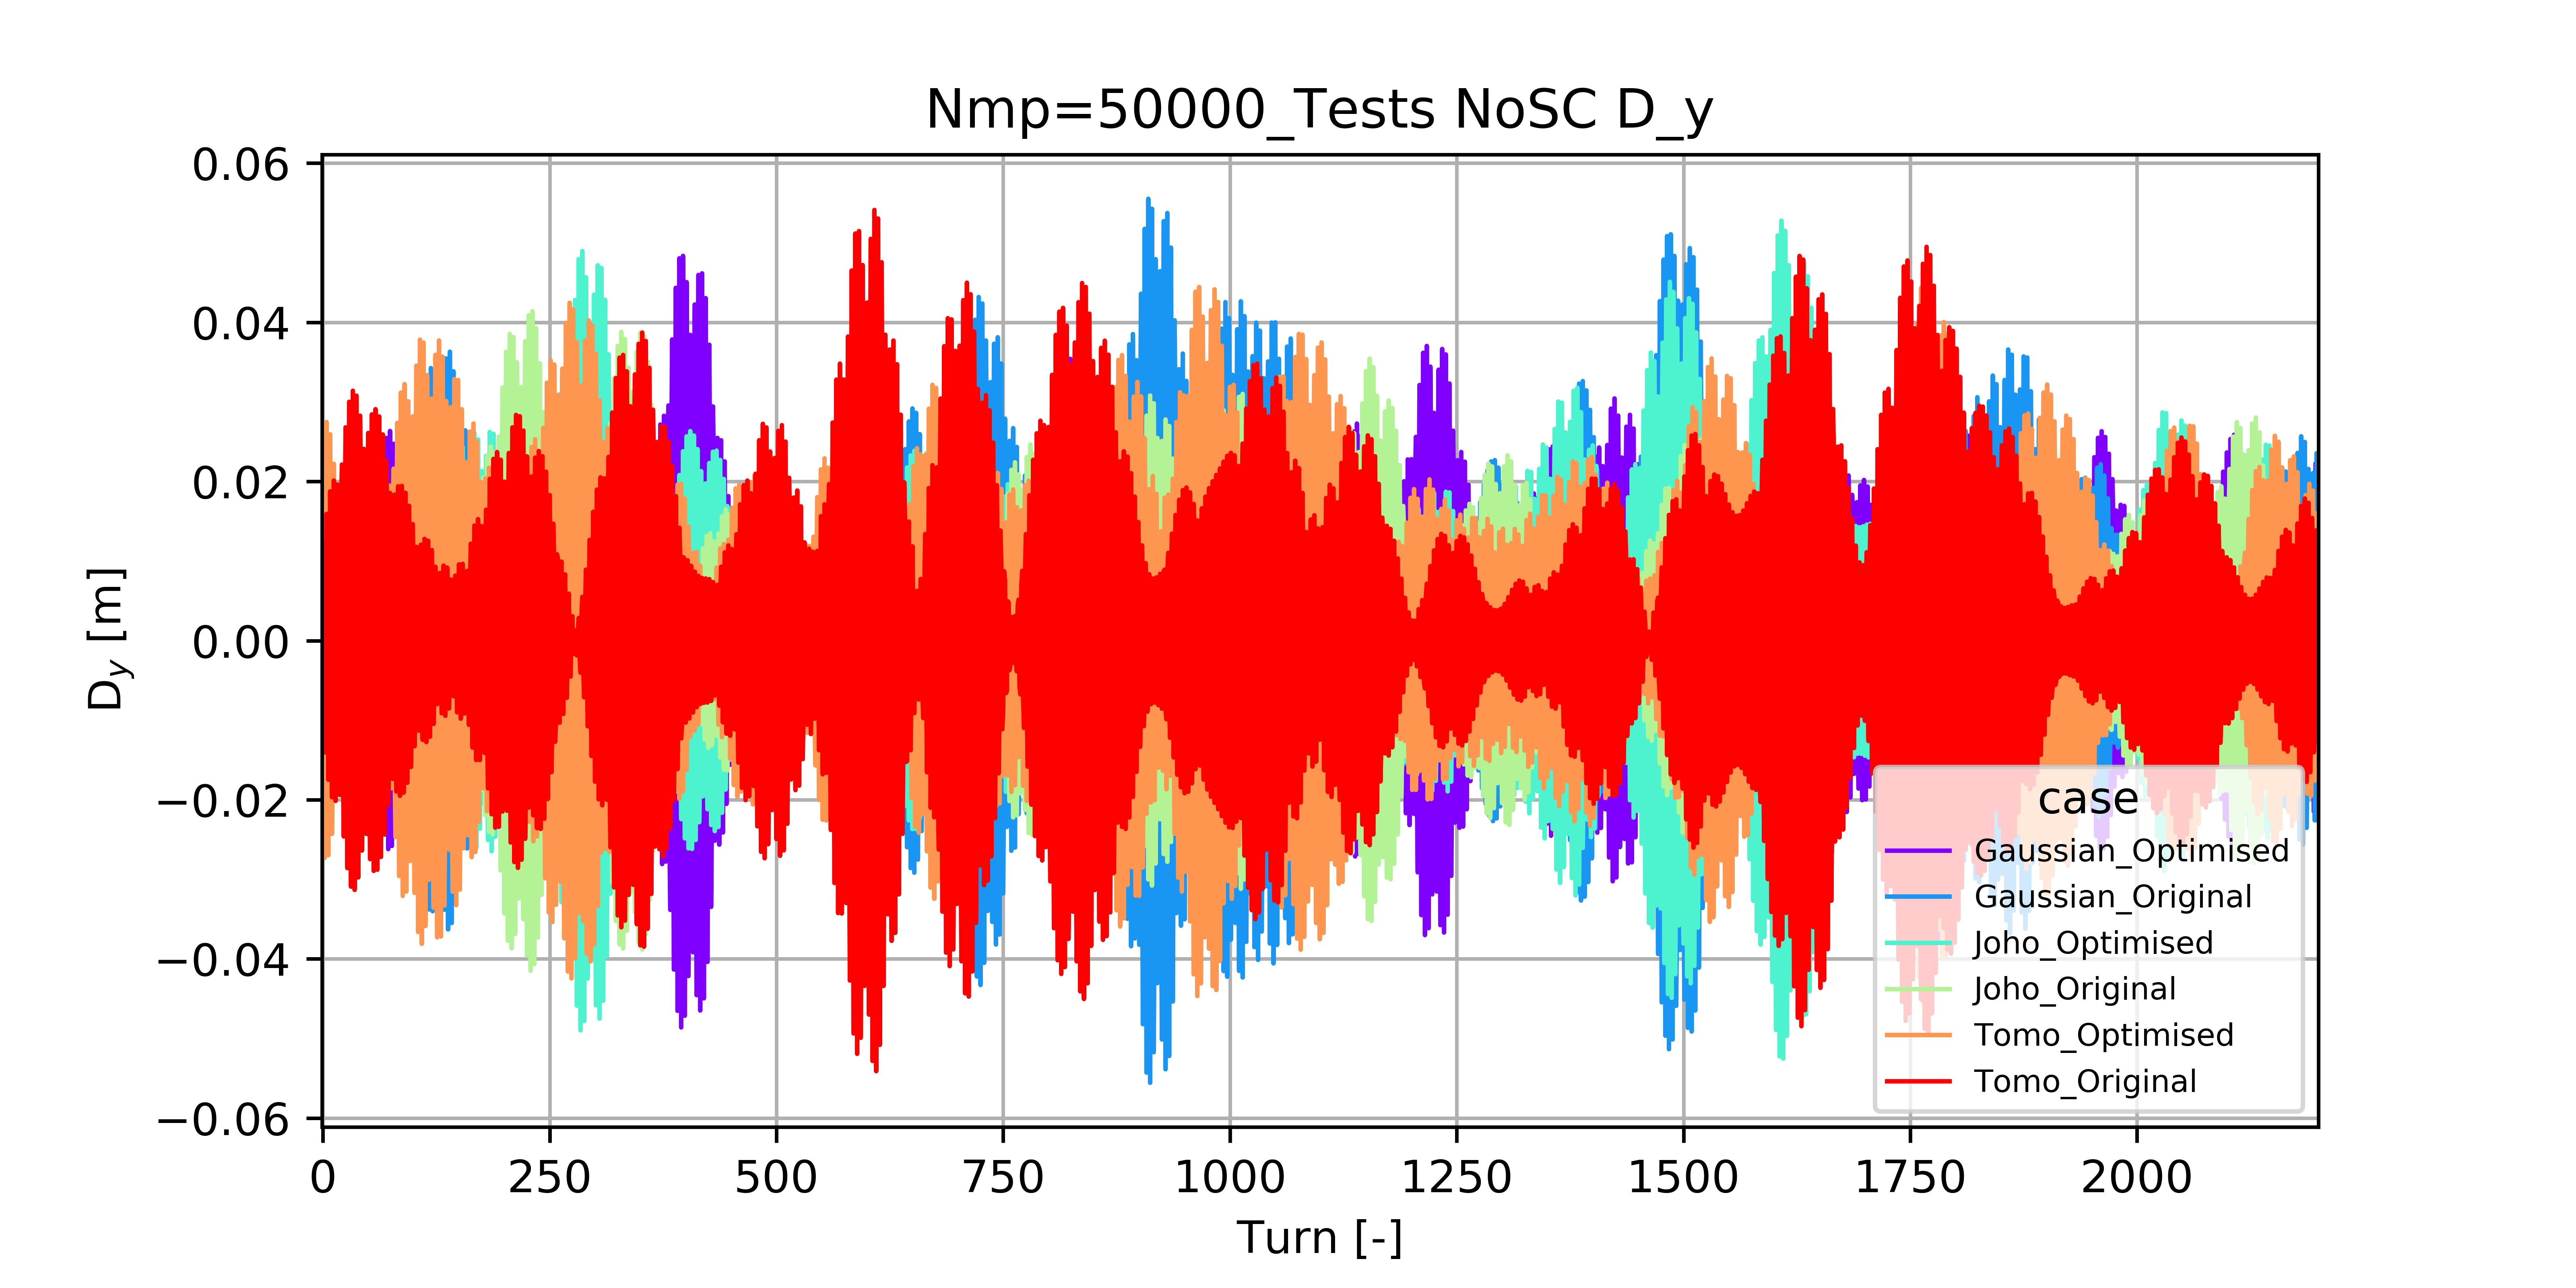 Nmp=50000_Tests NoSC D_y
0.06
0.04
0.02
0.00
−0.02
−0.04
−0.06
D_y [m]
case
Gaussian_Optimised
Gaussian_Original
Joho_Optimised
Joho_Original
Tomo_Optimised
Tomo_Original
0 250 500 750 1000 1250 1500 1750 2000
Turn [-]